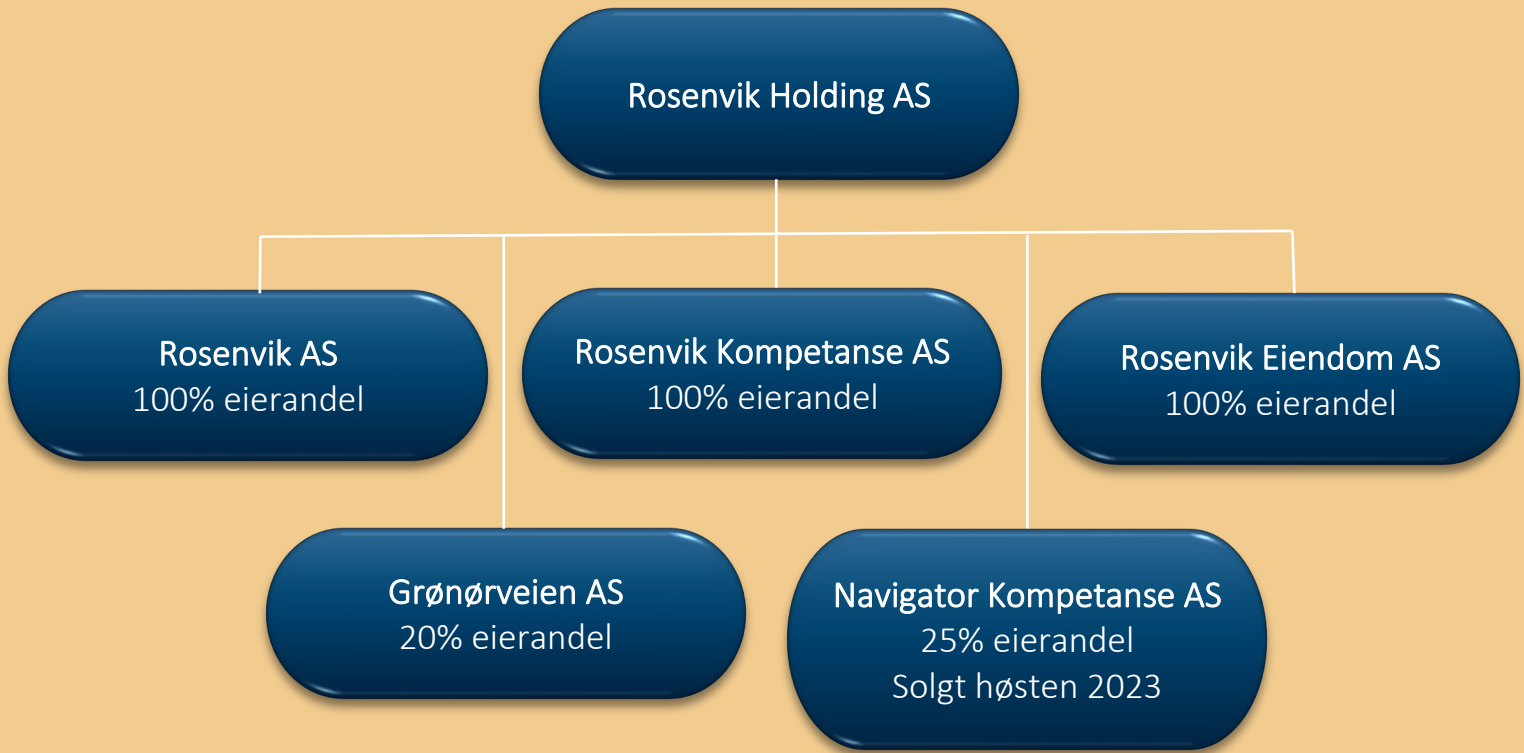 Rosenvik Holding AS
Rosenvik AS
100% eierandel
Rosenvik Kompetanse AS
100% eierandel
Rosenvik Eiendom AS
100% eierandel
Grønørveien AS
20% eierandel
Navigator Kompetanse AS
25% eierandel
Solgt høsten 2023